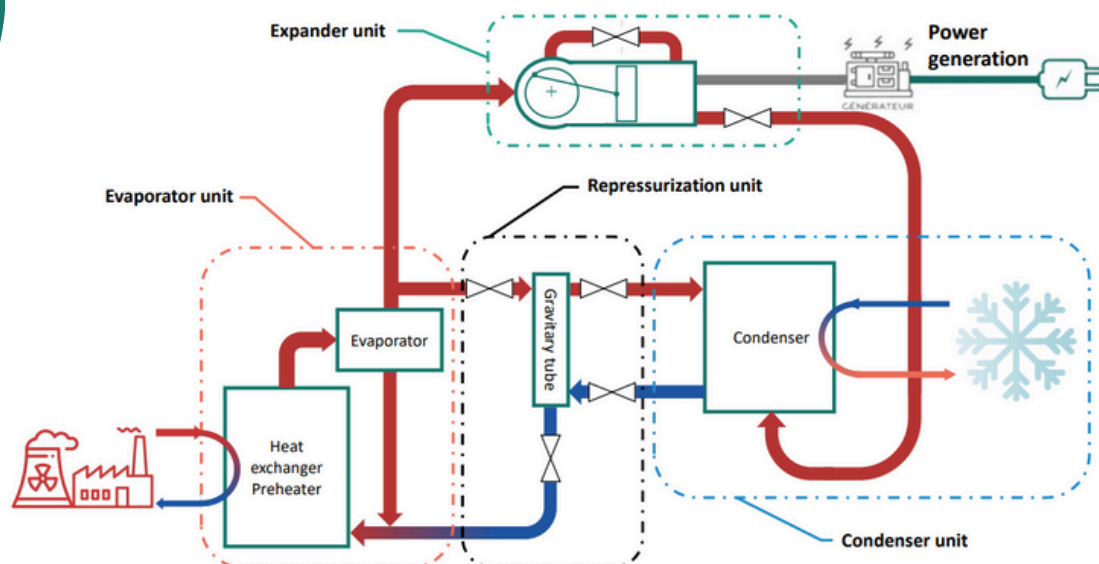 Expander unit
Power
generation
GÉNÉRATEUR
Repressurization unit
Evaporator unit
Gravitary tube
Condenser
Evaporator
Heat
exchanger
Preheater
Condenser unit